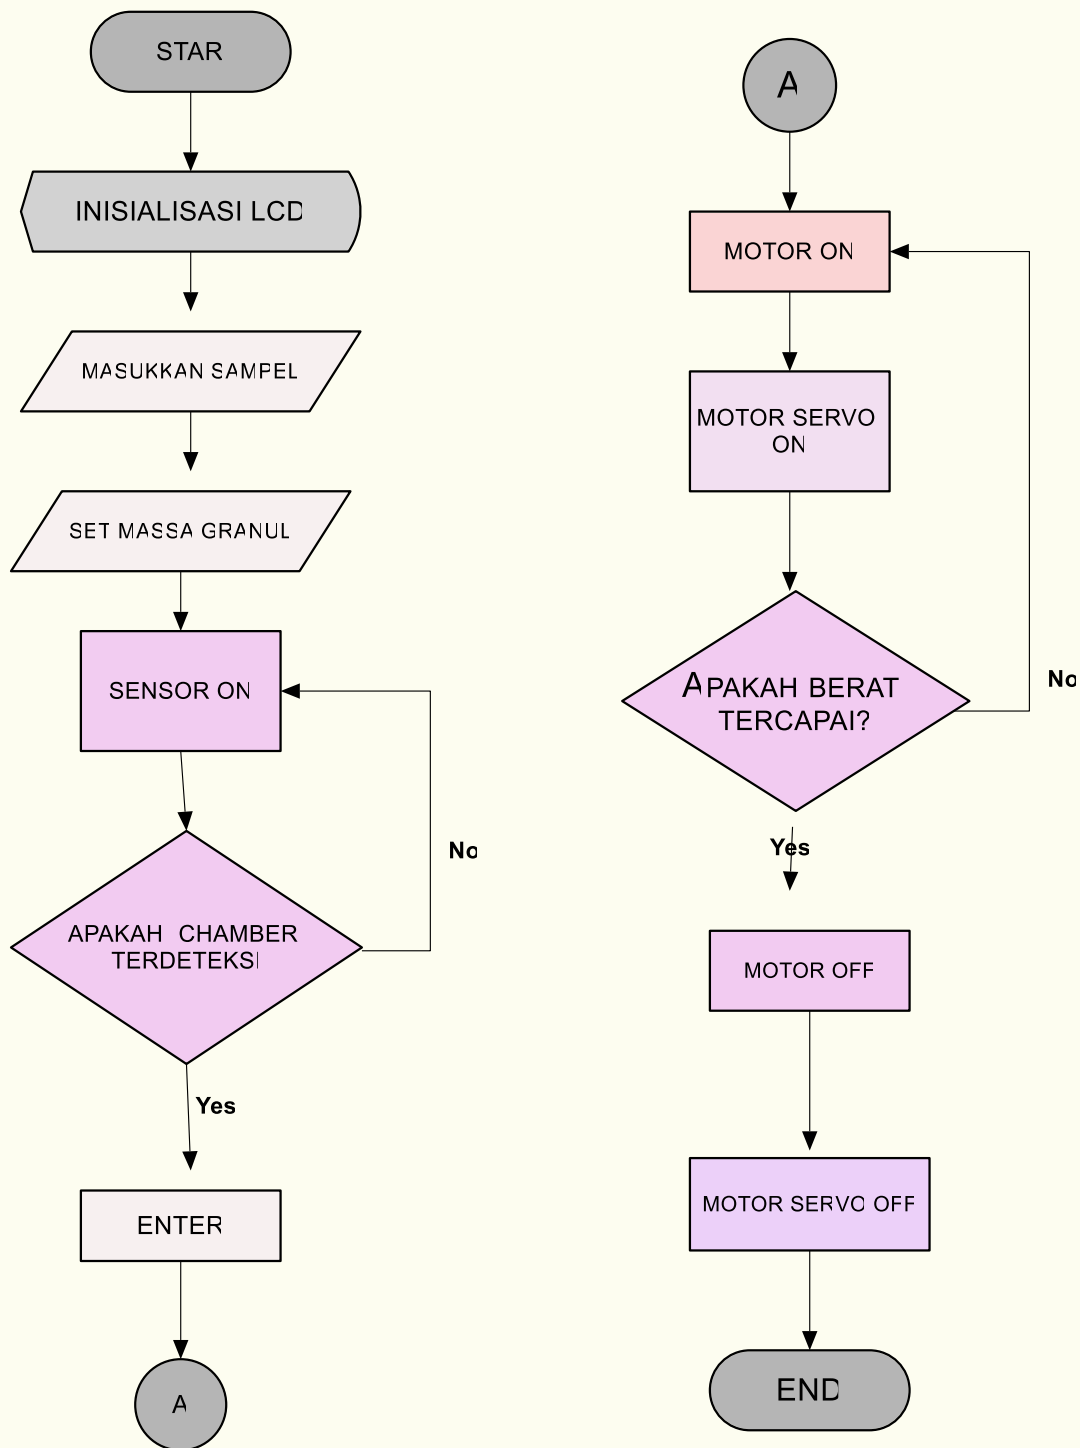 STAR
INISIALISASI LCD
MASUKKAN SAMPEL
SET MASSA GRANUL
SENSOR ON
No
APAKAH CHAMBER
TERDETEKSI
Yes
ENTER
A
A
MOTOR ON
MOTOR SERVO
ON
No
APAKAH BERAT
TERCAPAI?
Yes
MOTOR OFF
MOTOR SERVO OFF
END